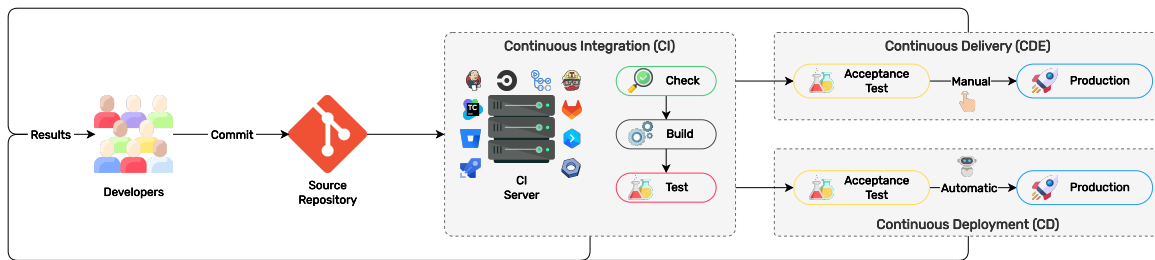 Results
Developers
Commit
Source
Repository
Continuous Integration (CI)
TC
CI
Server
Check
Build
Test
Continuous Delivery (CDE)
Acceptance
Test
Manual
Production
Acceptance
Test
Automatic
Production
Continuous Deployment (CD)